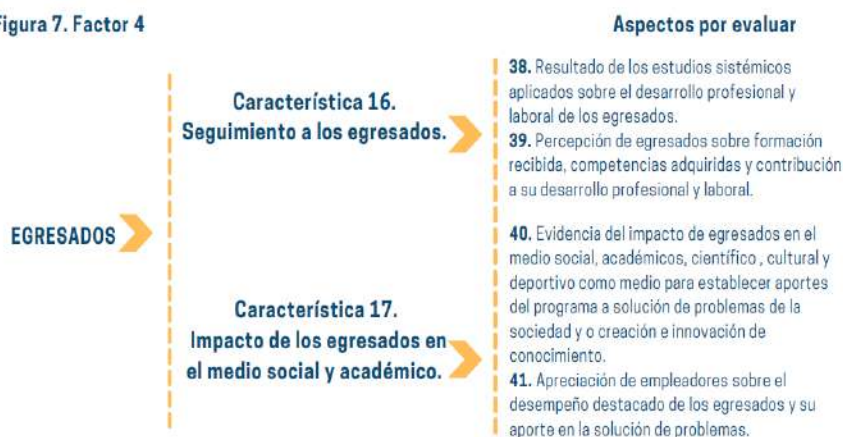 Figura 7. Factor 4
Aspectos por evaluar
EGRESADOS
Característica 16.
Seguimiento a los egresados.
38. Resultado de los estudios sistémicos
aplicados sobre el desarrollo profesional y
laboral de los egresados.
39. Percepción de egresados sobre formación
recibida, competencias adquiridas y contribución
a su desarrollo profesional y laboral.
Característica 17.
Impacto de los egresados en
el medio social y académico.
40. Evidencia del impacto de egresados en el
medio social, académicos, científico , cultural y
deportivo como medio para establecer aportes
del programa a solución de problemas de la
sociedad y o creación e innovación de
conocimiento.
41. Apreciación de empleadores sobre el
desempeño destacado de los egresados y su
aporte en la solución de problemas.